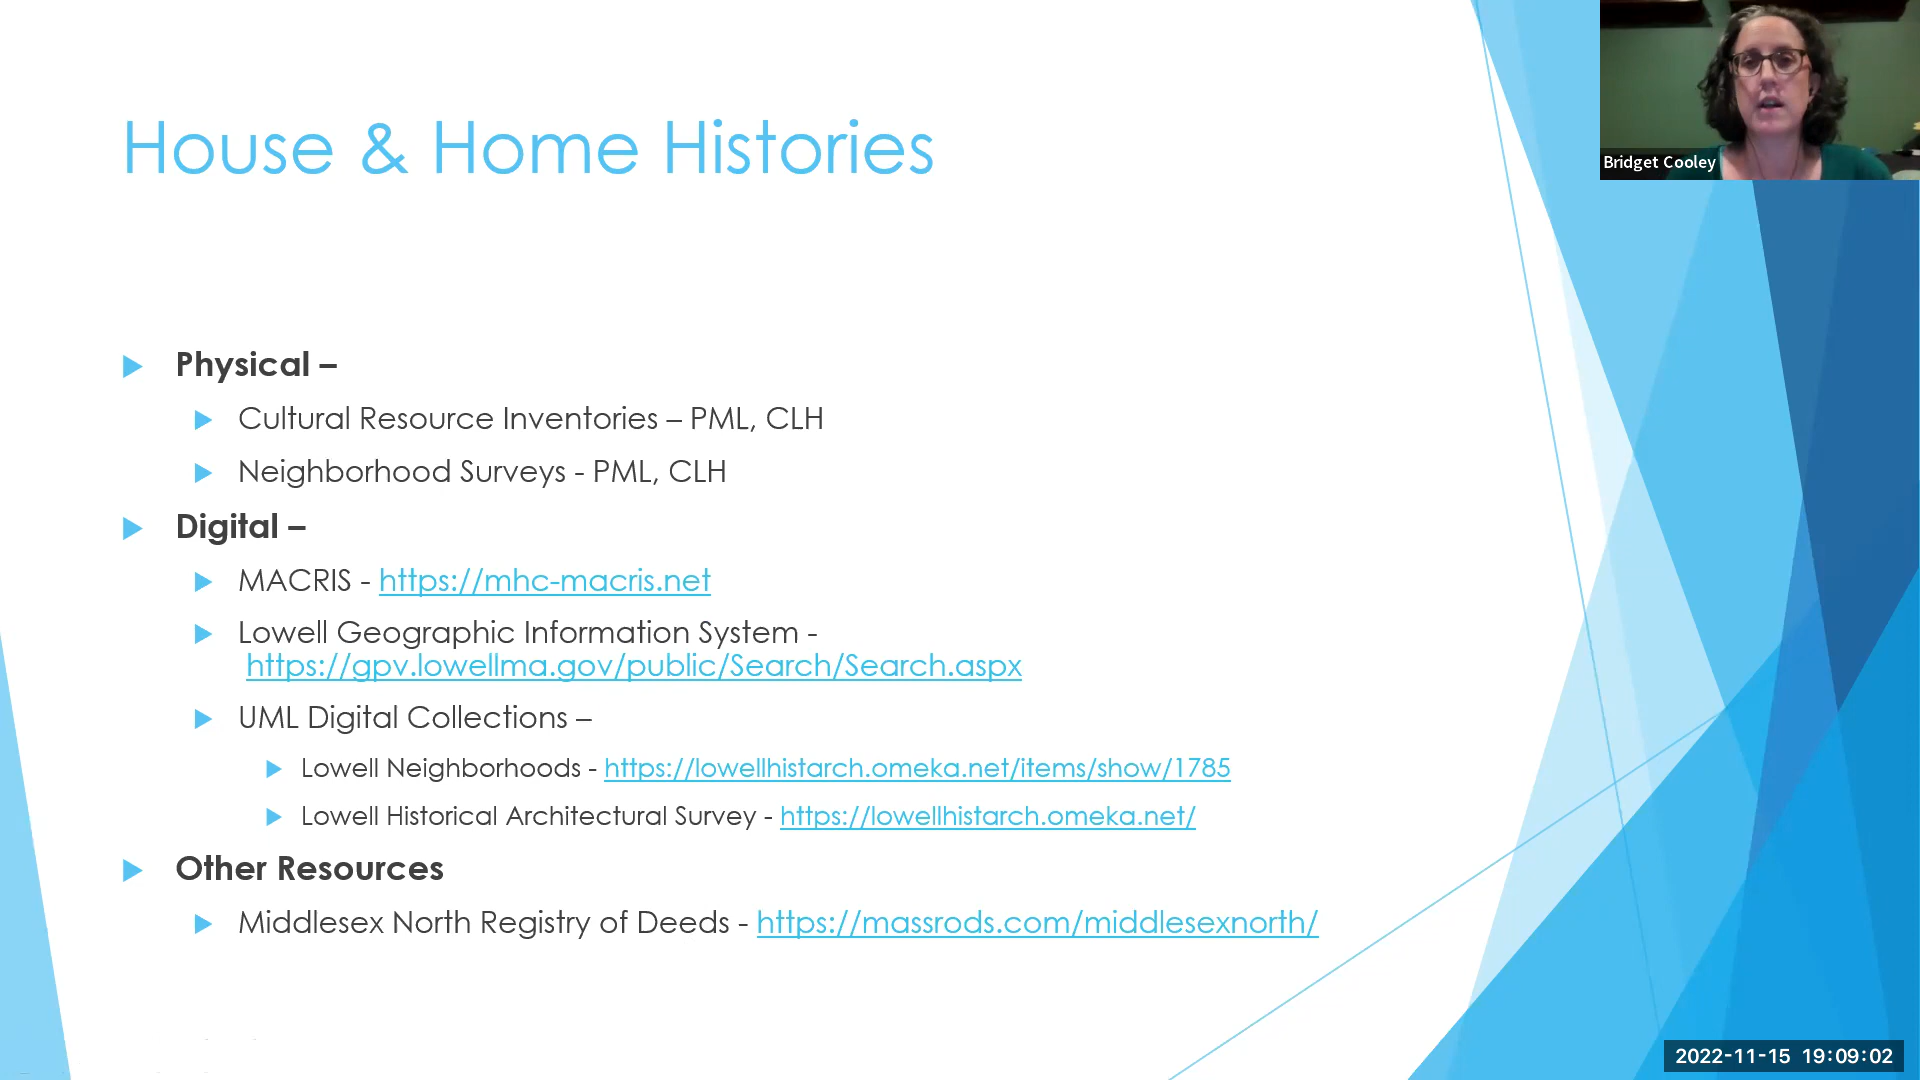 House & Home Histories
Bridget Cooley
Physical –
Cultural Resource Inventories – PML, CLH
Neighborhood Surveys - PML, CLH
Digital –
MACRIS - https://mhc-macris.net
Lowell Geographic Information System -
https://gpv.lowellma.gov/public/Search/Search.aspx
UML Digital Collections –
Lowell Neighborhoods - https://lowellhistarch.omeka.net/items/show/1785
Lowell Historical Architectural Survey - https://lowellhistarch.omeka.net/
Other Resources
Middlesex North Registry of Deeds - https://massrods.com/middlesexnorth/
2022-11-15 19:09:02